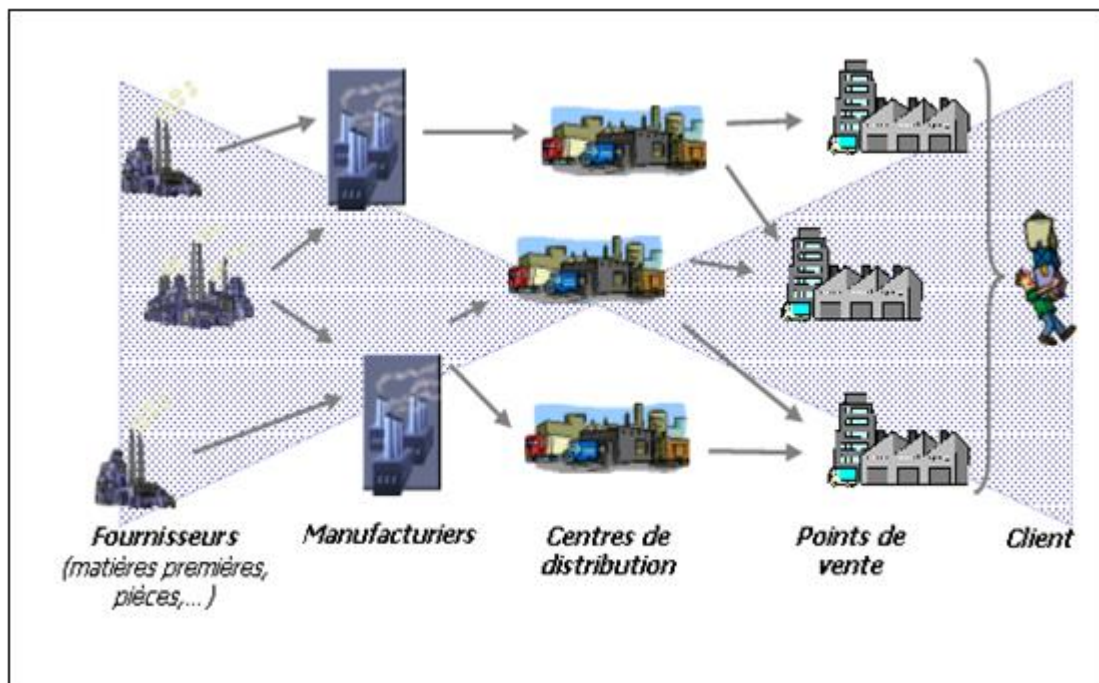 Fournisseurs
(matières premières,
pièces,...)
Manufacturiers
Centres de
distribution
Points de
vente
Client